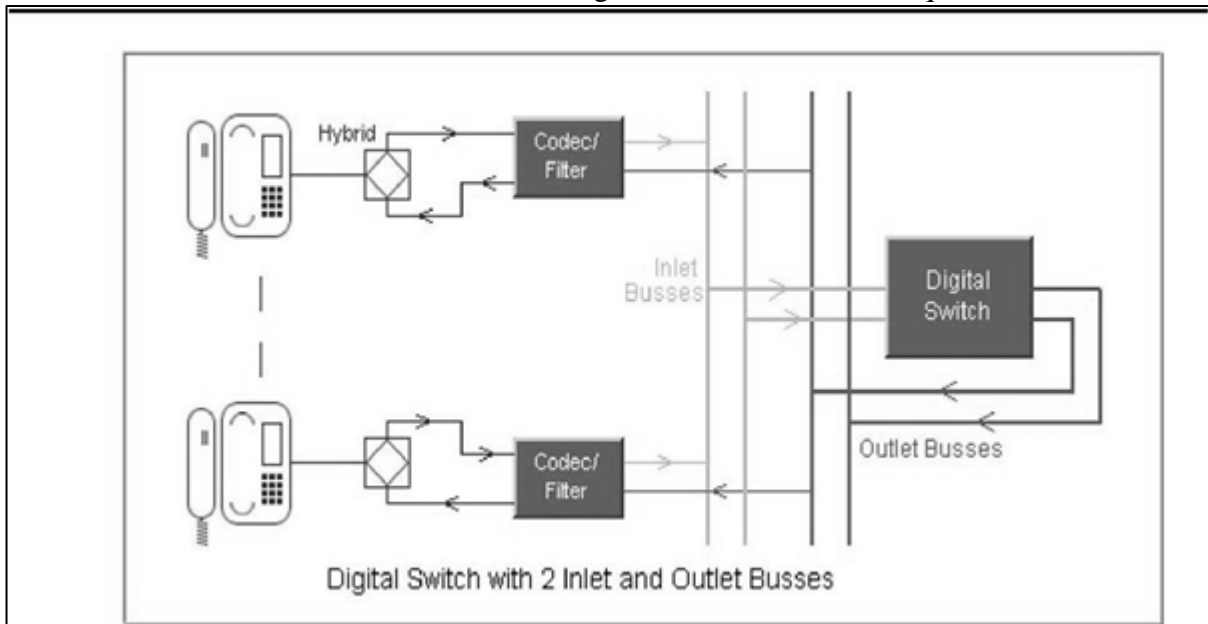 Hybrid
Codec/
Filter
Inlet
Busses
Digital
Switch
Codec/
Filter
Outlet Busses
Digital Switch with 2 Inlet and Outlet Busses